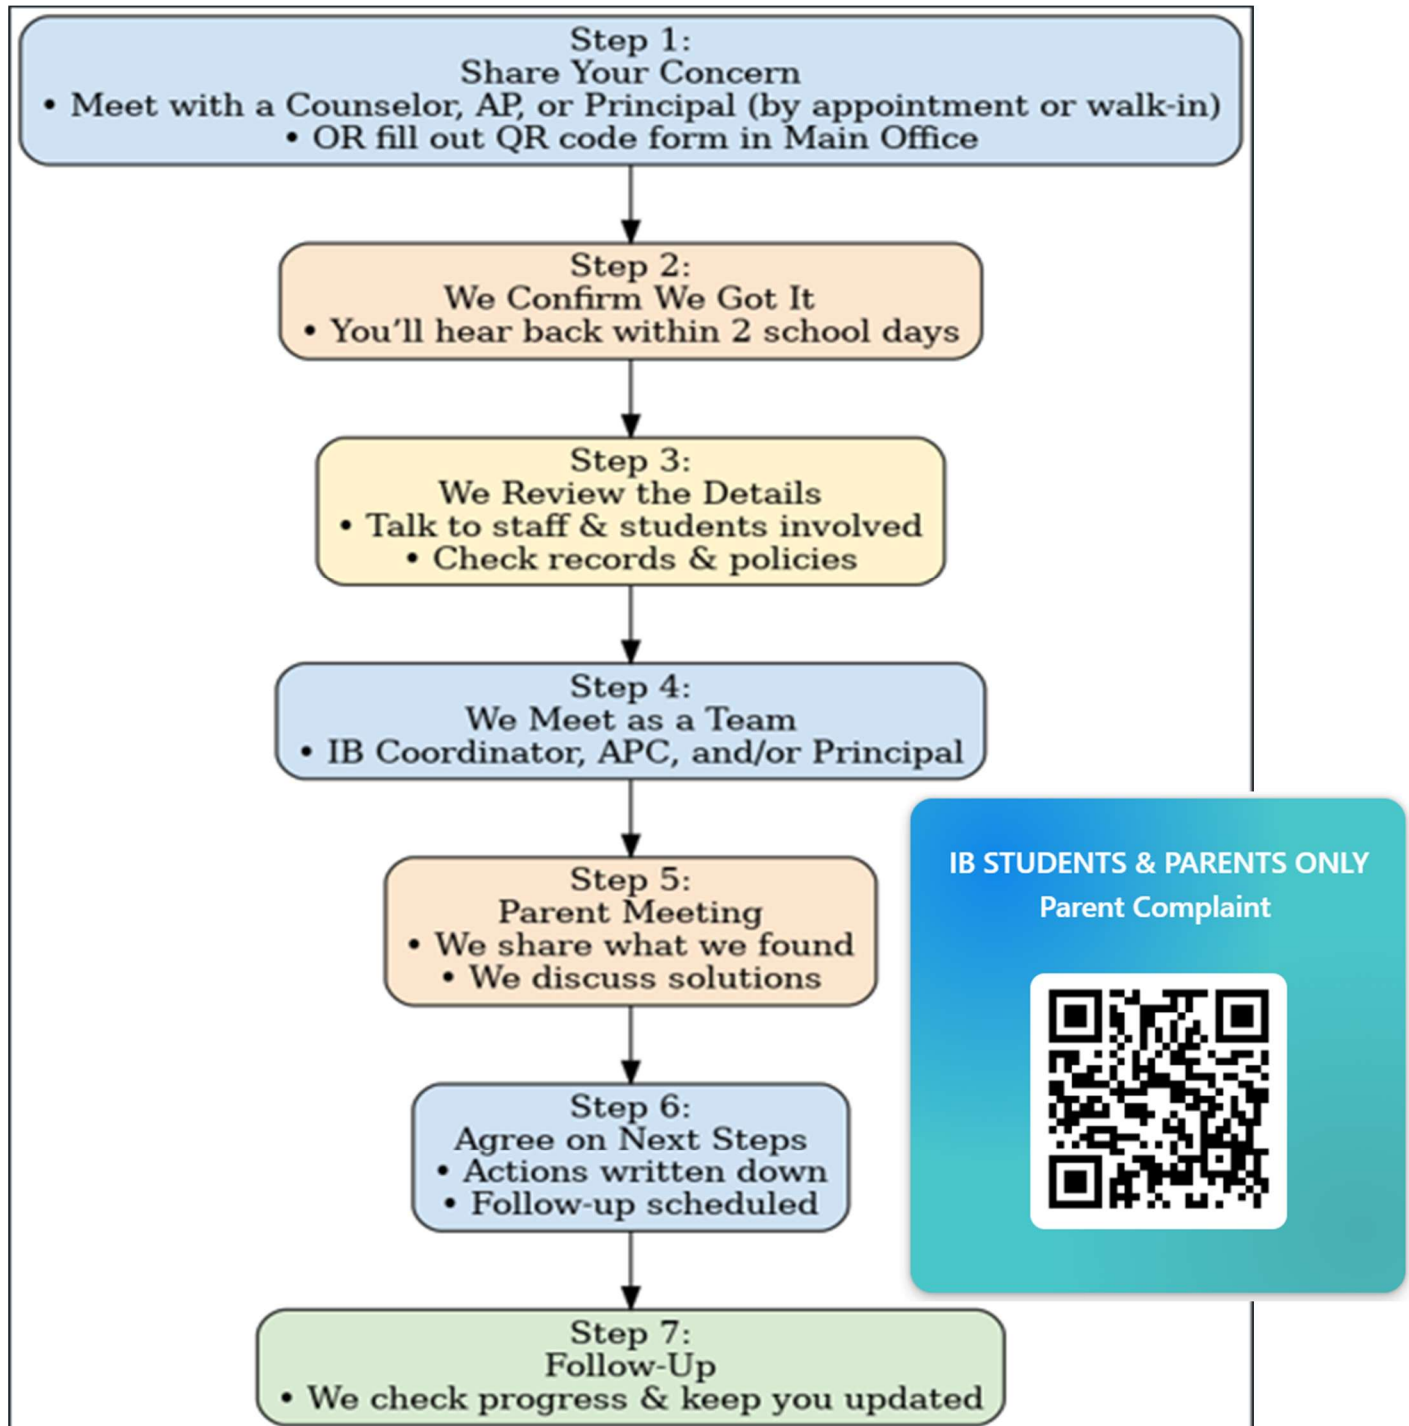 Step 1:
Share Your Concern
• Meet with a Counselor, AP, or Principal (by appointment or walk-in)
• OR fill out QR code form in Main Office
Step 2:
We Confirm We Got It
• You’ll hear back within 2 school days
Step 3:
We Review the Details
• Talk to staff & students involved
• Check records & policies
Step 4:
We Meet as a Team
• IB Coordinator, APC, and/or Principal
Step 5:
Parent Meeting
• We share what we found
• We discuss solutions
Step 6:
Agree on Next Steps
• Actions written down
• Follow-up scheduled
Step 7:
Follow-Up
• We check progress & keep you updated
IB STUDENTS & PARENTS ONLY
Parent Complaint